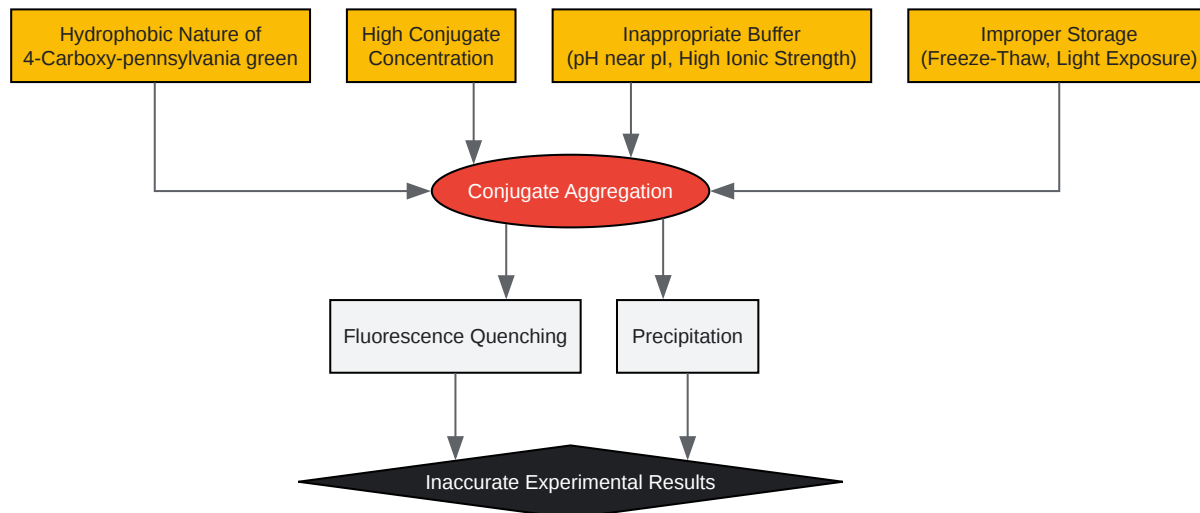 Hydrophobic Nature of
4-Carboxy-pennsylvania green
High Conjugate
Concentration
Inappropriate Buffer
(pH near pI, High Ionic Strength)
Improper Storage
(Freeze-Thaw, Light Exposure)
Conjugate Aggregation
Fluorescence Quenching
Precipitation
Inaccurate Experimental Results